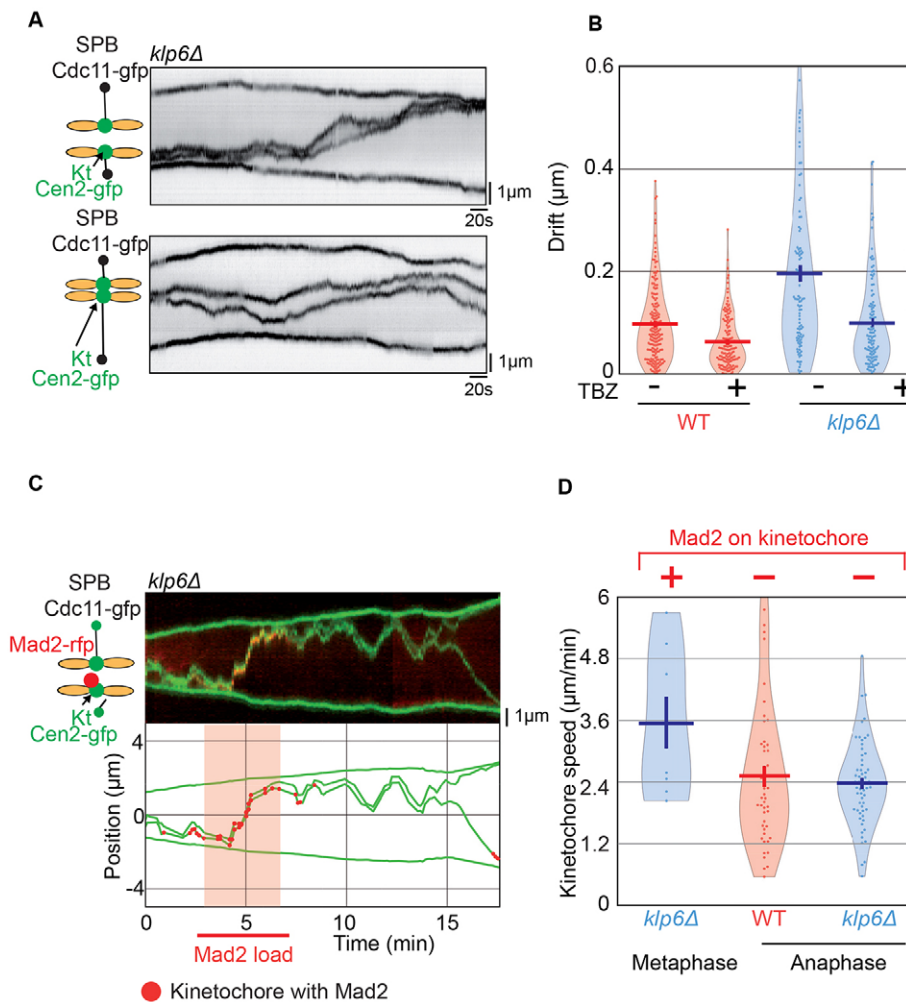 A
SPB
Cdc11-gfp
klp6Δ
Kt
Cen2-gfp
1µm
20s
SPB
Cdc11-gfp
Kt
Cen2-gfp
1µm
20s
B
Drift (µm)
0.6
0.4
0.2
0
TBZ - + - +
WT klp6Δ
C
SPB
Cdc11-gfp
Mad2-rfp
klp6Δ
Kt
Cen2-gfp
1µm
Position (µm)
4
0
-4
0 5 10 15
Mad2 load
Time (min)
Kinetochore with Mad2
D
Mad2 on kinetochore
+ - -
Kinetochore speed (µm/min)
6
4.8
3.6
2.4
1.2
0
klp6Δ WT klp6Δ
Metaphase Anaphase